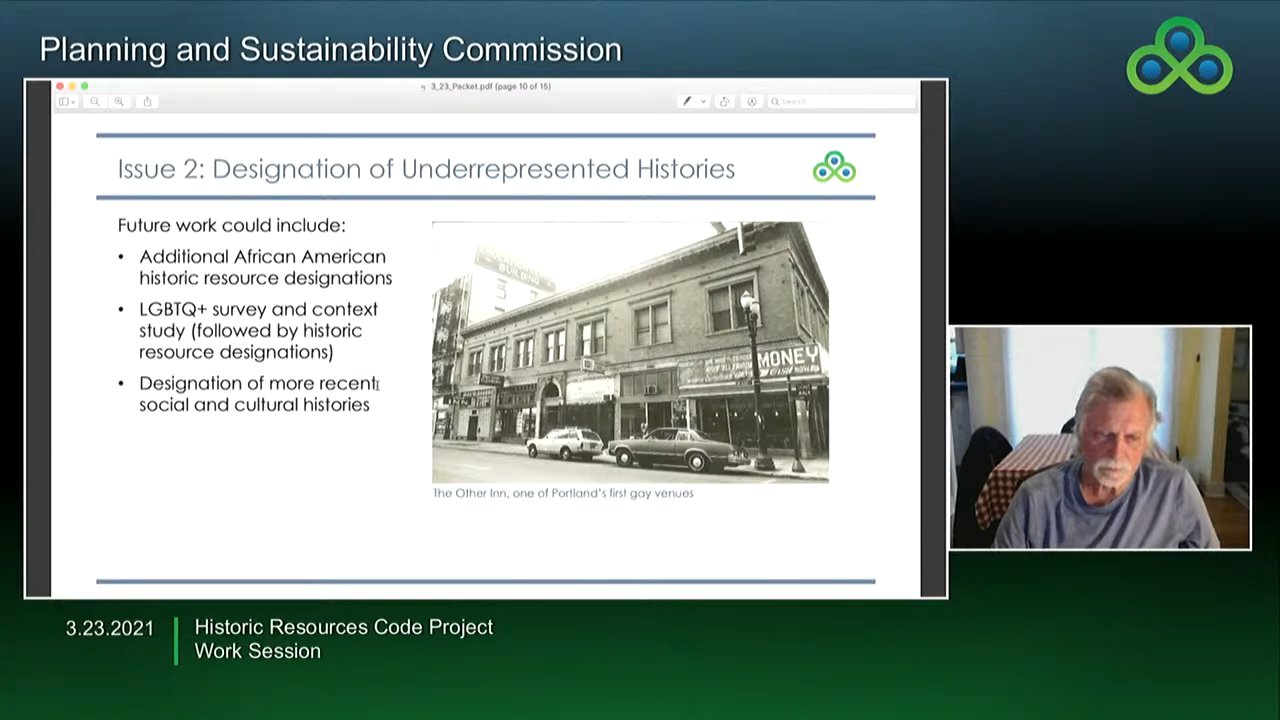 Planning and Sustainability Commission
3_23_Packet.pdf (page 10 of 15)
Search
Issue 2: Designation of Underrepresented Histories
Future work could include:
• Additional African American
historic resource designations
• LGBTQ+ survey and context
study (followed by historic
resource designations)
• Designation of more recent
social and cultural histories
BUILDING
MONEY
The Other Inn, one of Portland's first gay venues
3.23.2021
Historic Resources Code Project
Work Session